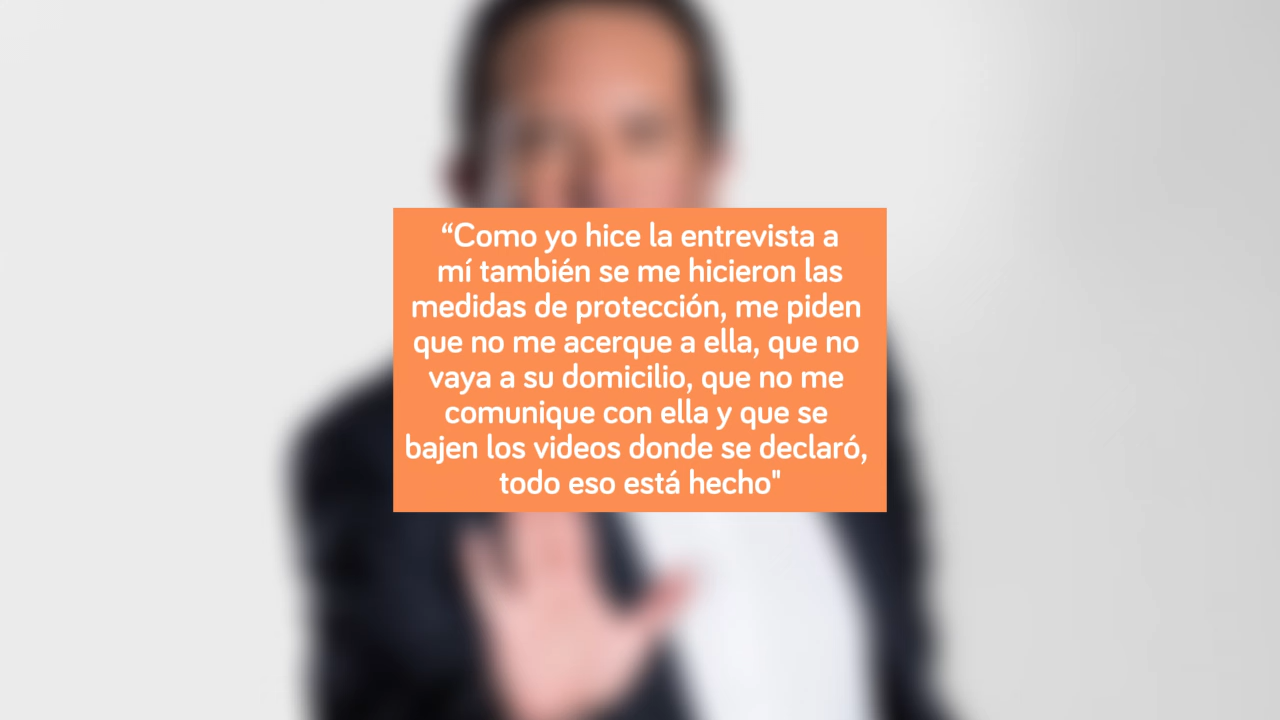 “Como yo hice la entrevista a
mí también se me hicieron las
medidas de protección, me piden
que no me acerque a ella, que no
vaya a su domicilio, que no me
comunique con ella y que se
bajen los videos donde se declaró,
todo eso está hecho"